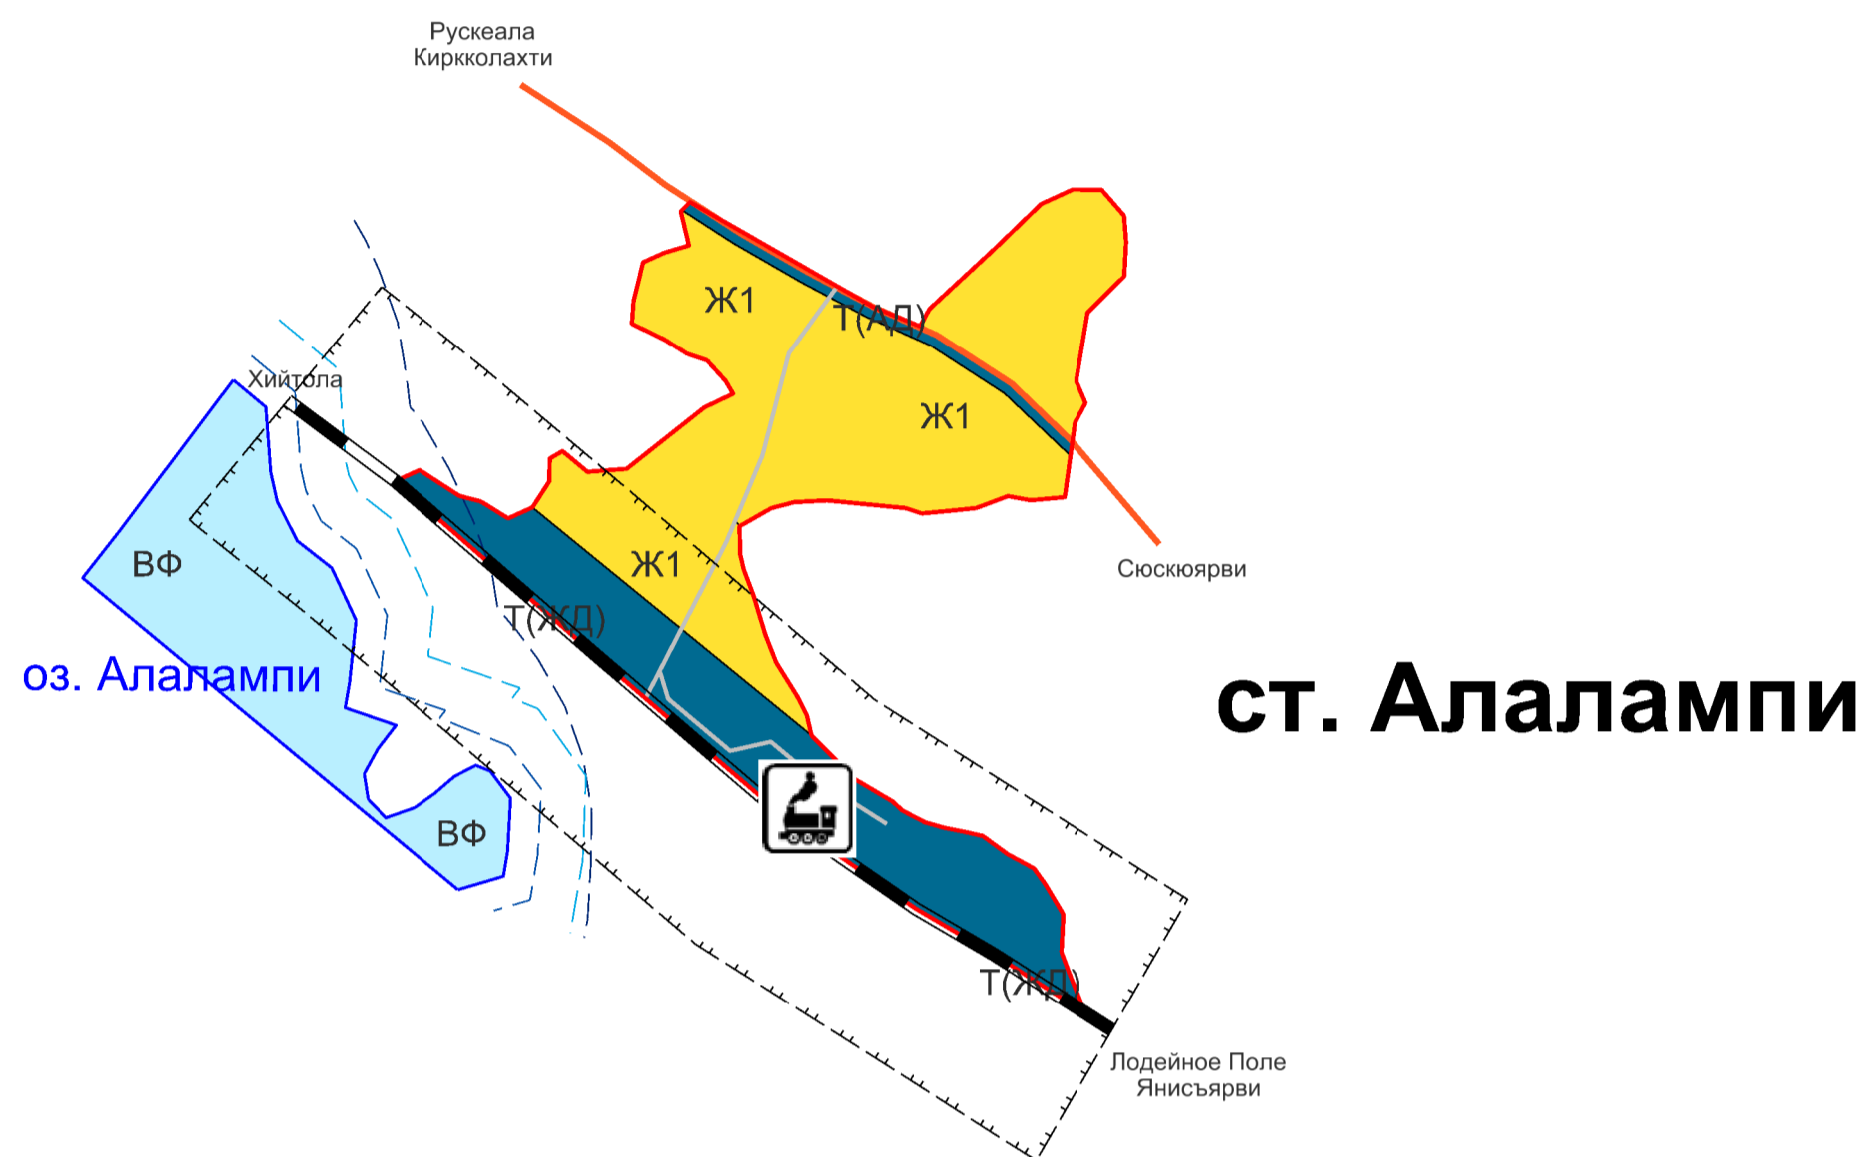 Рускеала
Киркколахти
Ж1
Т(АД)
Хийтола
Ж1
ВФ
Ж1
Сюскюярви
Т(ЖД)
оз. Алалампи
ст. Алалампи
ВФ
Т(ЖД)
Лодейное Поле
Янисъярви